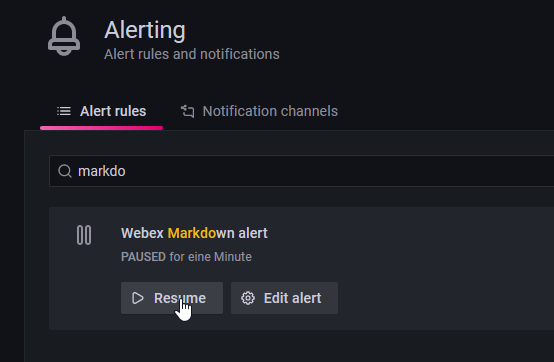 Alerting
Alert rules and notifications
Alert rules
Notification channels
markdo
Webex Markdown alert
PAUSED for eine Minute
Resume
Edit alert